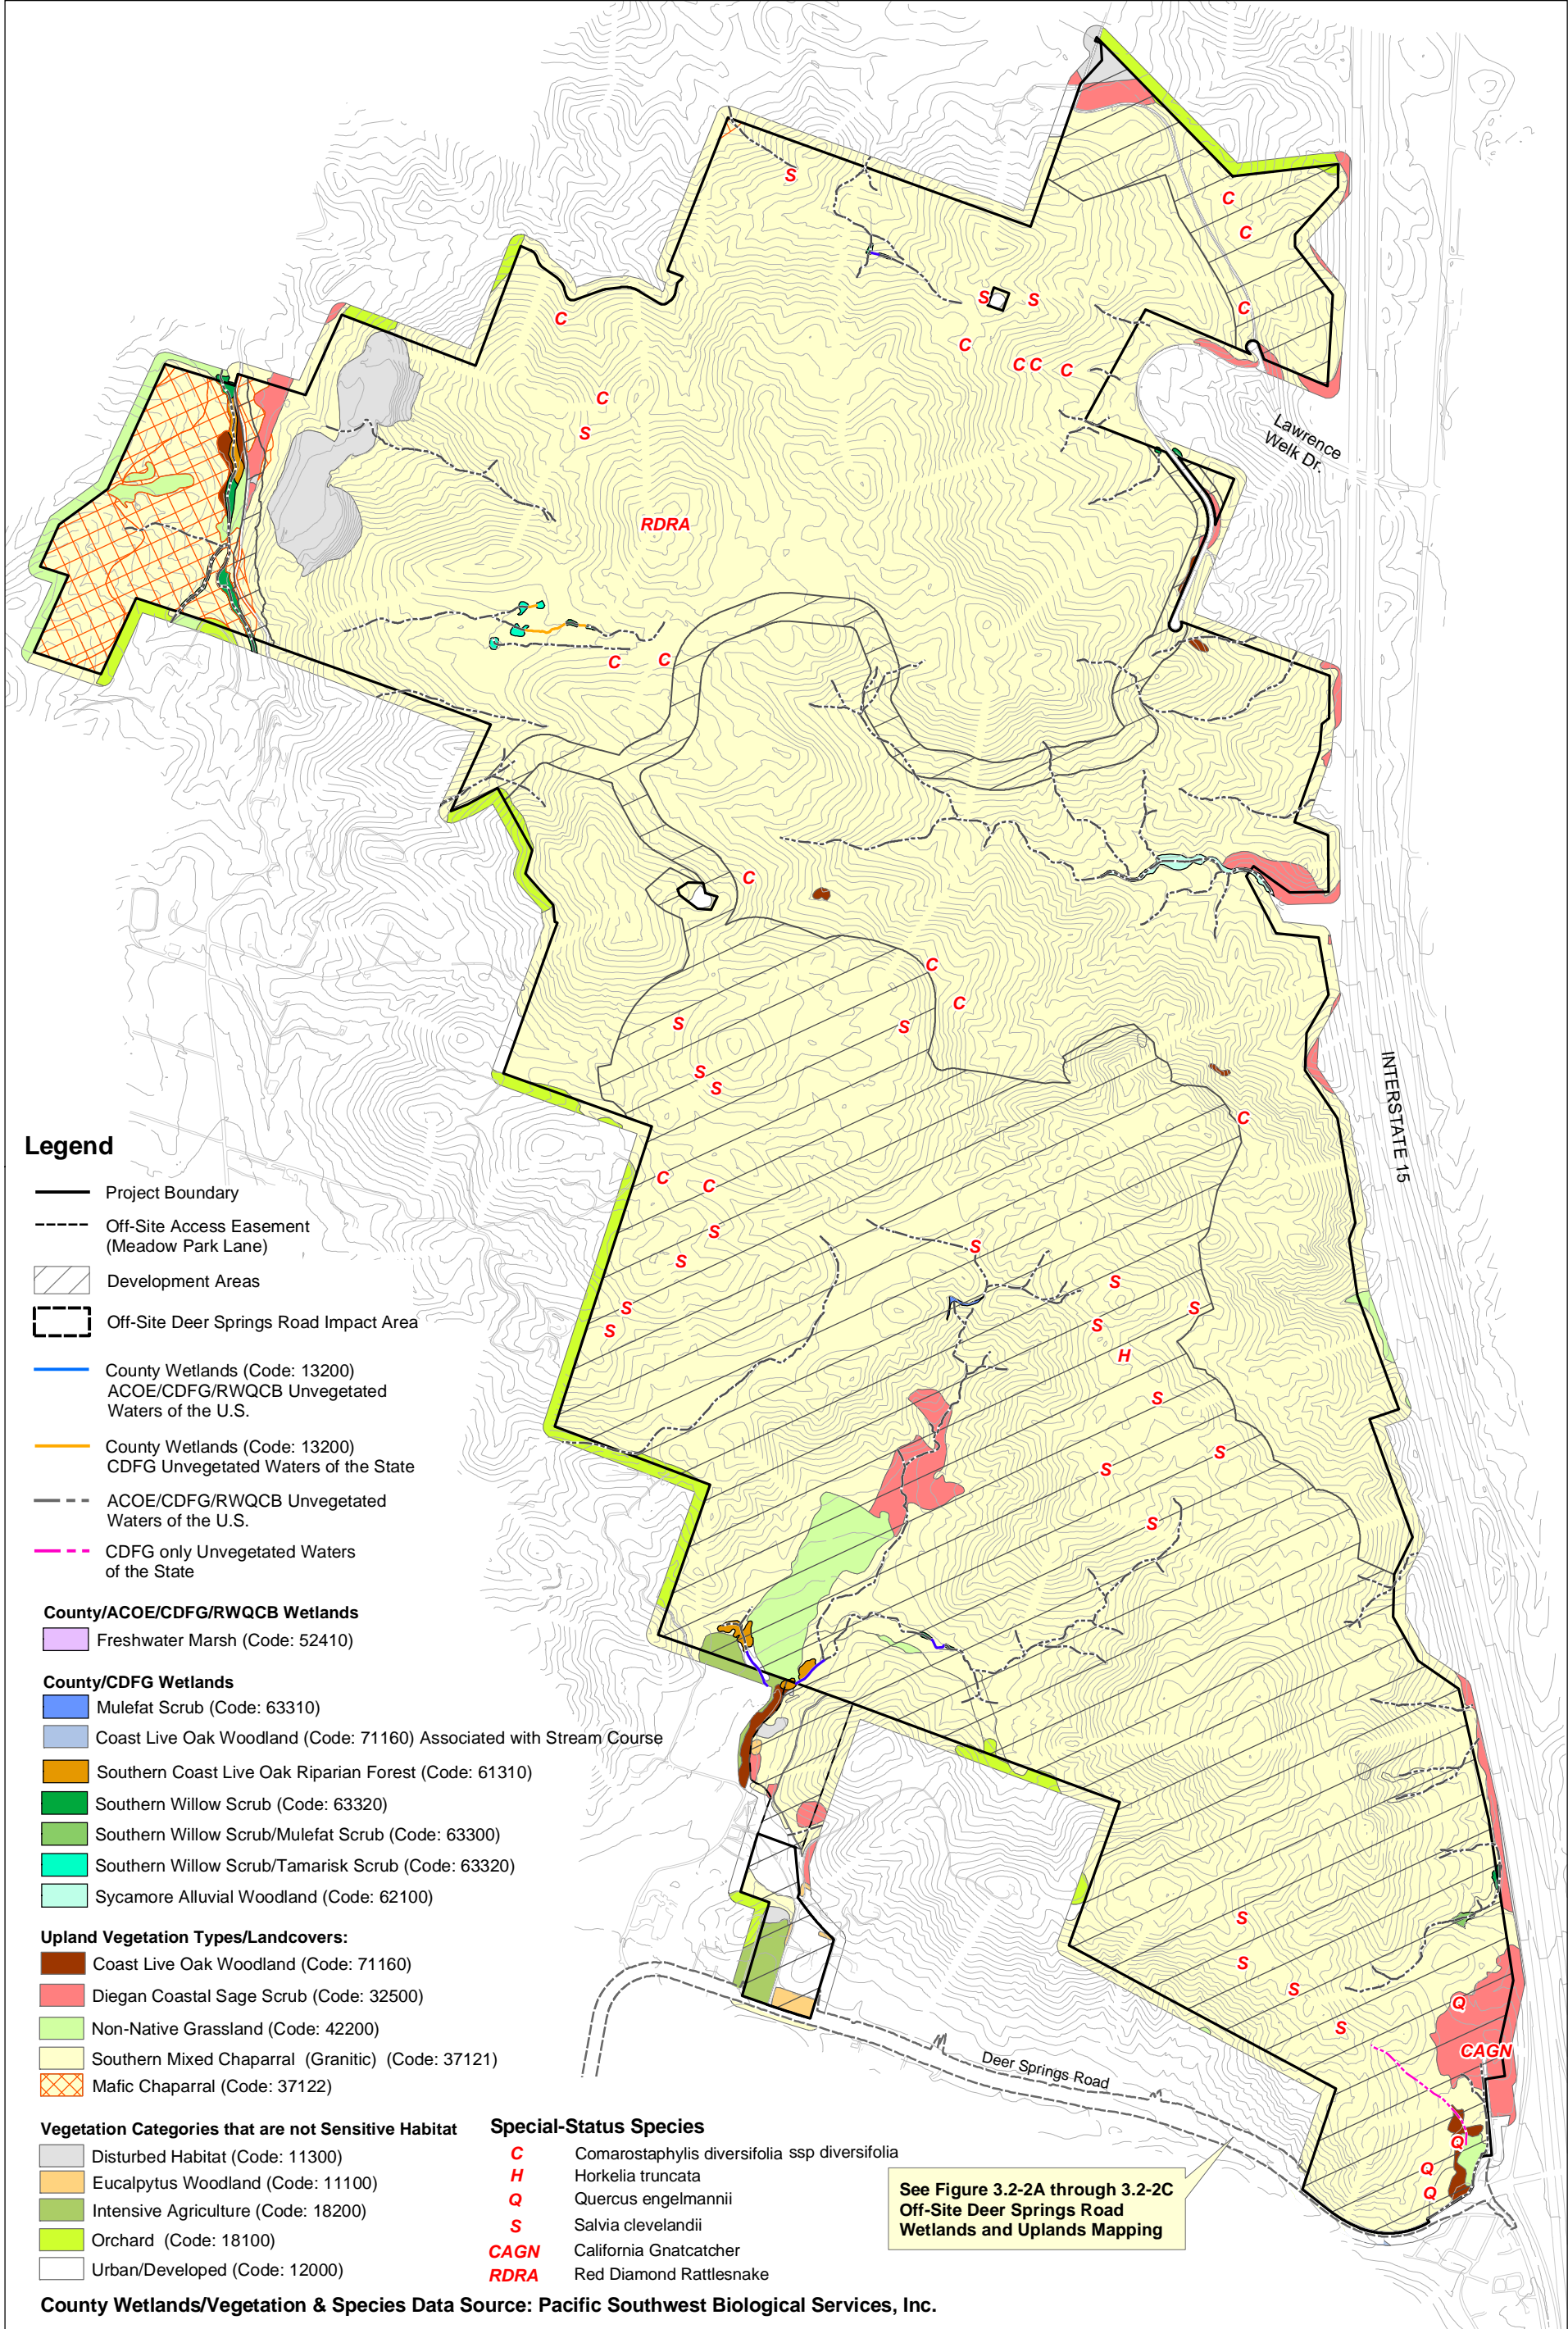 S
C
C
S
S
C
C
C
C C C
C
S
Lawrence
Welk Dr.
RDRA
C
C
C
C
C
S
S
S
S
INTERSTATE 15
C
C
C
S
S
S
S
S
S
S
S
H
S
S
S
S
S
S
S
S
Q
CAGN
Q
Q
Q
Deer Springs Road
Legend
Project Boundary
Off-Site Access Easement
(Meadow Park Lane)
Development Areas
Off-Site Deer Springs Road Impact Area
County Wetlands (Code: 13200)
ACOE/CDFG/RWQCB Unvegetated
Waters of the U.S.
County Wetlands (Code: 13200)
CDFG Unvegetated Waters of the State
ACOE/CDFG/RWQCB Unvegetated
Waters of the U.S.
CDFG only Unvegetated Waters
of the State
County/ACOE/CDFG/RWQCB Wetlands
Freshwater Marsh (Code: 52410)
County/CDFG Wetlands
Mulefat Scrub (Code: 63310)
Coast Live Oak Woodland (Code: 71160) Associated with Stream Course
Southern Coast Live Oak Riparian Forest (Code: 61310)
Southern Willow Scrub (Code: 63320)
Southern Willow Scrub/Mulefat Scrub (Code: 63300)
Southern Willow Scrub/Tamarisk Scrub (Code: 63320)
Sycamore Alluvial Woodland (Code: 62100)
Upland Vegetation Types/Landcovers:
Coast Live Oak Woodland (Code: 71160)
Diegan Coastal Sage Scrub (Code: 32500)
Non-Native Grassland (Code: 42200)
Southern Mixed Chaparral (Granitic) (Code: 37121)
Mafic Chaparral (Code: 37122)
Vegetation Categories that are not Sensitive Habitat
Disturbed Habitat (Code: 11300)
Eucalpytus Woodland (Code: 11100)
Intensive Agriculture (Code: 18200)
Orchard (Code: 18100)
Urban/Developed (Code: 12000)
Special-Status Species
C Comarostaphylis diversifolia ssp diversifolia
H Horkelia truncata
Q Quercus engelmannii
S Salvia clevelandii
CAGN California Gnatcatcher
RDRA Red Diamond Rattlesnake
See Figure 3.2-2A through 3.2-2C
Off-Site Deer Springs Road
Wetlands and Uplands Mapping
County Wetlands/Vegetation & Species Data Source: Pacific Southwest Biological Services, Inc.